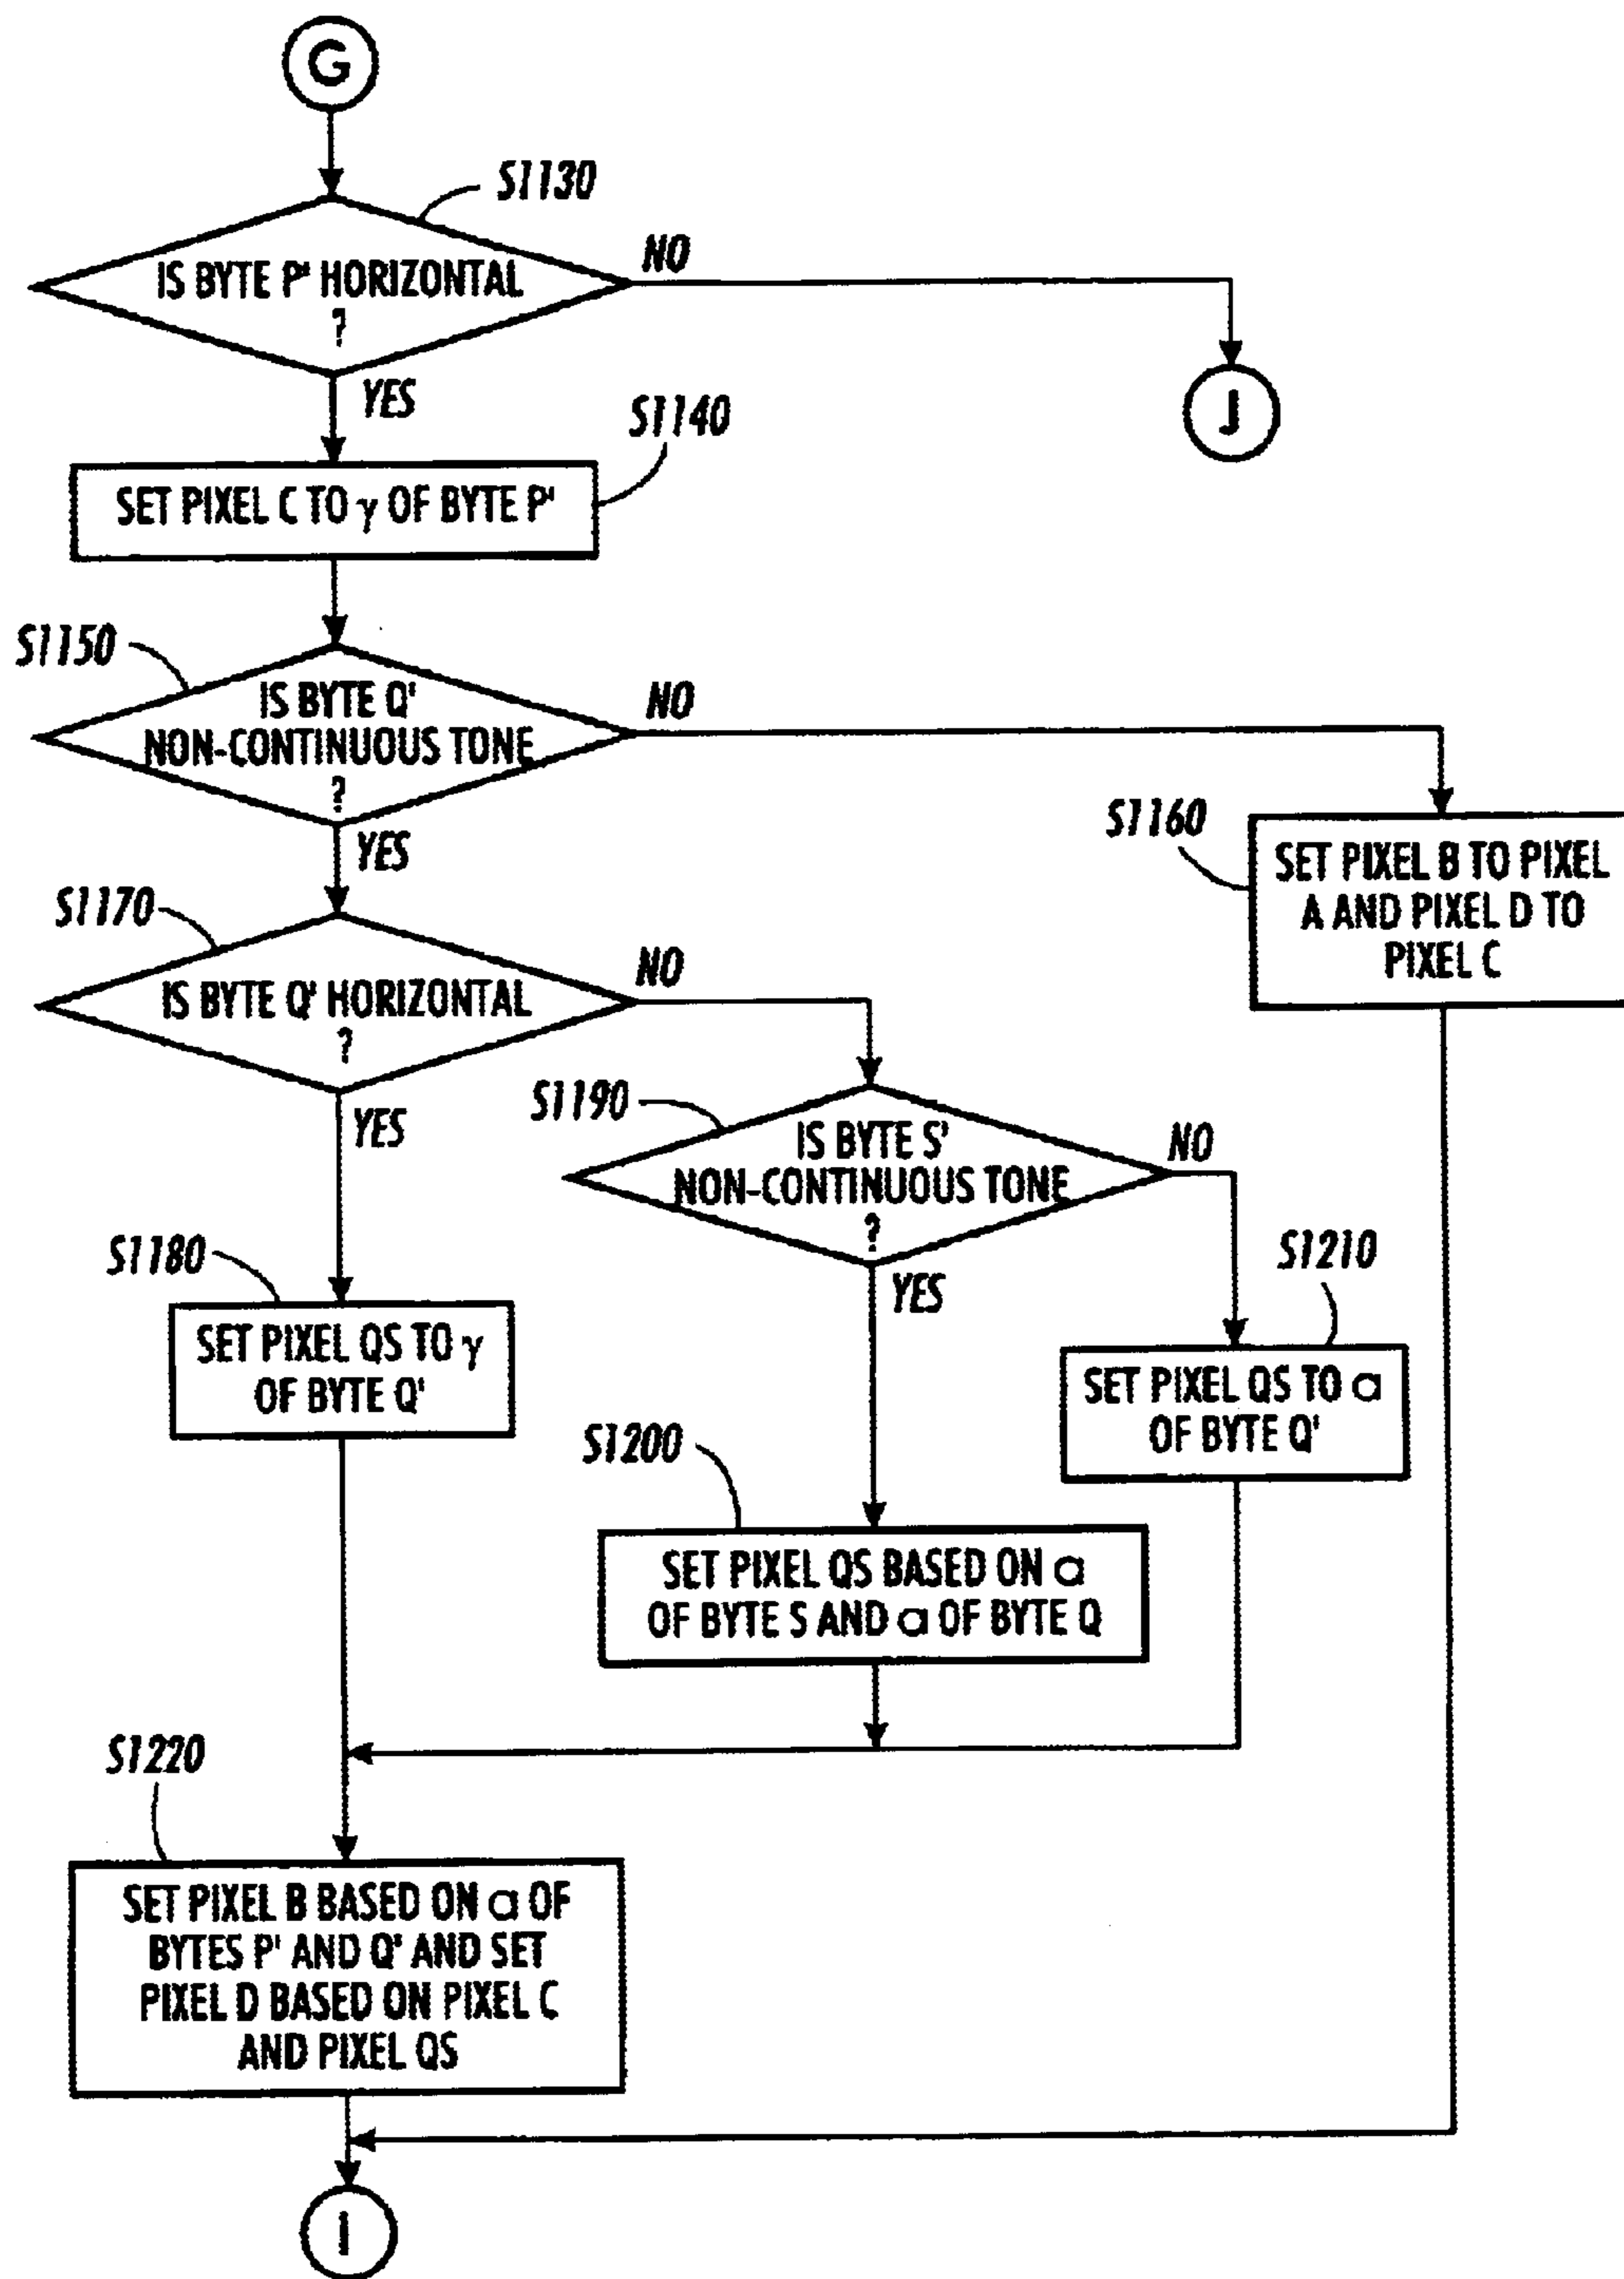 G
S1130
IS BYTE P' HORIZONTAL
?
NO
YES
J
S1140
SET PIXEL C TO γ OF BYTE P'
S1150
IS BYTE Q'
NON-CONTINUOUS TONE
?
NO
YES
S1160
SET PIXEL B TO PIXEL
A AND PIXEL D TO
PIXEL C
S1170
IS BYTE Q' HORIZONTAL
?
NO
YES
S1190
IS BYTE S'
NON-CONTINUOUS TONE
?
NO
YES
S1180
SET PIXEL QS TO γ
OF BYTE Q'
S1210
SET PIXEL QS TO α
OF BYTE Q'
S1200
SET PIXEL QS BASED ON α
OF BYTE S AND α OF BYTE Q
S1220
SET PIXEL B BASED ON α OF
BYTES P' AND Q' AND SET
PIXEL D BASED ON PIXEL C
AND PIXEL QS
I